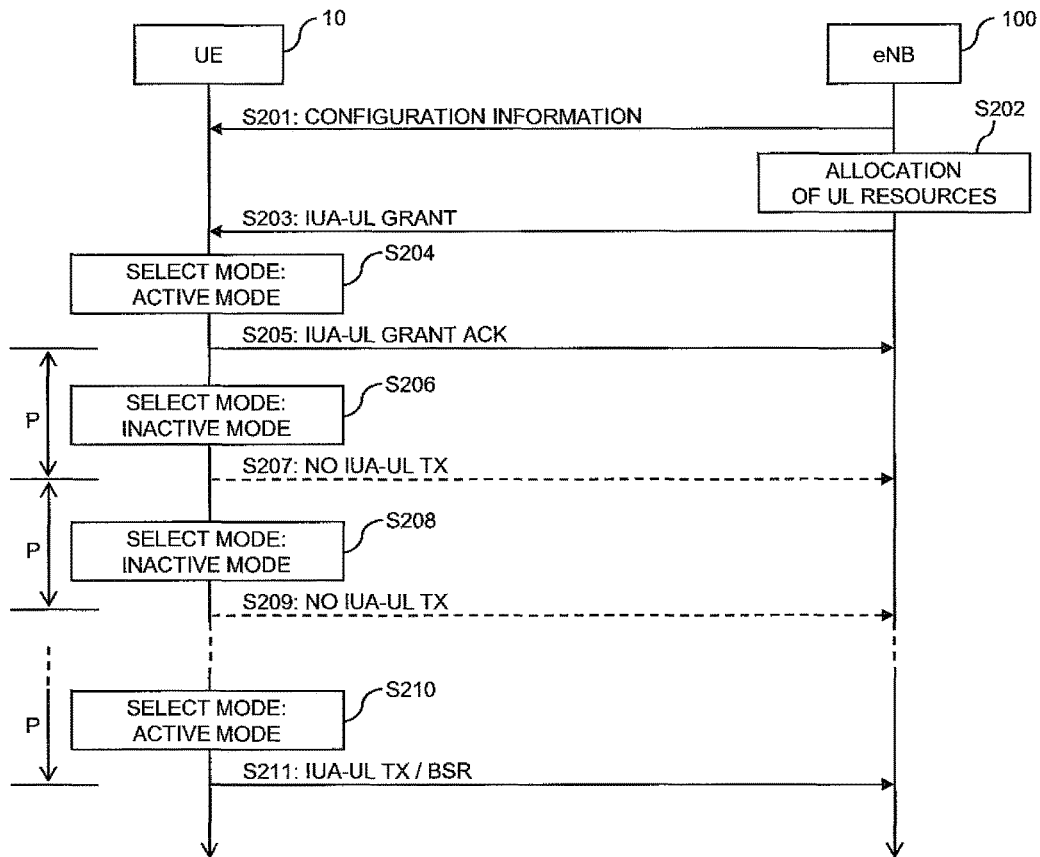 10
UE
100
eNB
S201: CONFIGURATION INFORMATION
S202
ALLOCATION
OF UL RESOURCES
S203: IUA-UL GRANT
S204
SELECT MODE:
ACTIVE MODE
S205: IUA-UL GRANT ACK
P
S206
SELECT MODE:
INACTIVE MODE
S207: NO IUA-UL TX
P
S208
SELECT MODE:
INACTIVE MODE
S209: NO IUA-UL TX
P
S210
SELECT MODE:
ACTIVE MODE
S211: IUA-UL TX / BSR